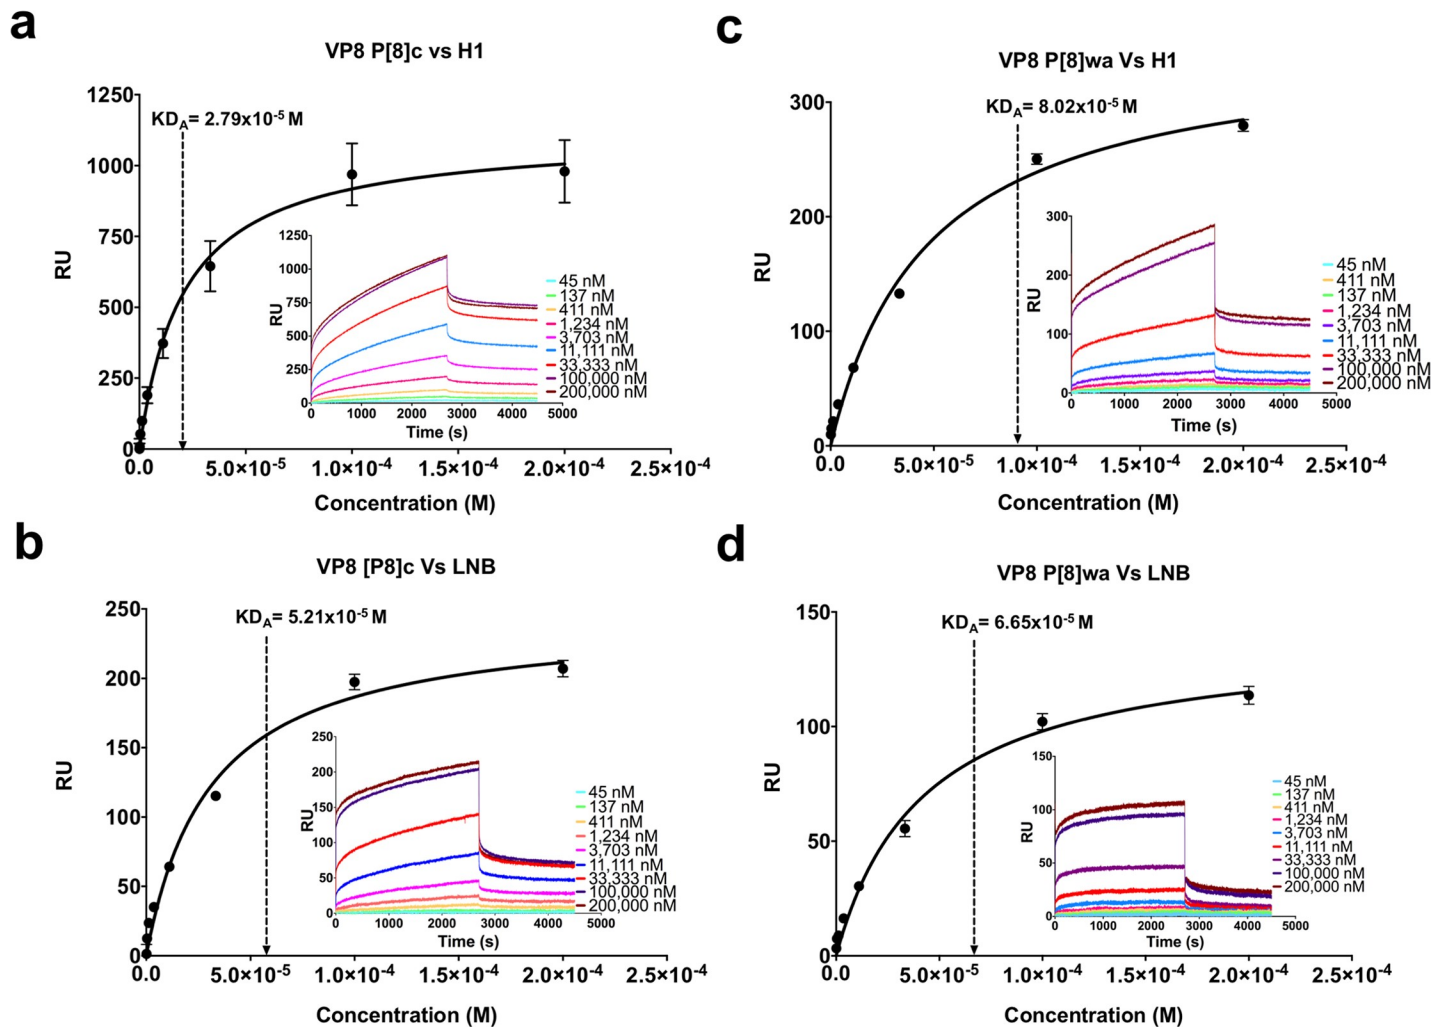 a
VP8 P[8]c vs H1
KDA= 2.79x10-5 M
1250
1000
750
500
250
0
RU
0.0 5.0×10-5 1.0×10-4 1.5×10-4 2.0×10-4 2.5×10-4
Concentration (M)
1250
1000
750
500
250
0
RU
0 1000 2000 3000 4000 5000
Time (s)
45 nM
137 nM
411 nM
1,234 nM
3,703 nM
11,111 nM
33,333 nM
100,000 nM
200,000 nM
c
VP8 P[8]wa Vs H1
KDA= 8.02x10-5 M
300
200
100
0
RU
0.0 5.0×10-5 1.0×10-4 1.5×10-4 2.0×10-4 2.5×10-4
Concentration (M)
300
200
100
0
RU
0 1000 2000 3000 4000 5000
Time (s)
45 nM
411 nM
137 nM
1,234 nM
3,703 nM
11,111 nM
33,333 nM
100,000 nM
200,000 nM
b
VP8 [P8]c Vs LNB
KDA= 5.21x10-5 M
250
200
150
100
50
0
RU
0.0 5.0×10-5 1.0×10-4 1.5×10-4 2.0×10-4 2.5×10-4
Concentration (M)
250
200
150
100
50
0
RU
0 1000 2000 3000 4000 5000
Time (s)
45 nM
137 nM
411 nM
1,234 nM
3,703 nM
11,111 nM
33,333 nM
100,000 nM
200,000 nM
d
VP8 P[8]wa Vs LNB
KDA= 6.65x10-5 M
150
100
50
0
RU
0.0 5.0×10-5 1.0×10-4 1.5×10-4 2.0×10-4 2.5×10-4
Concentration (M)
150
100
50
0
RU
0 1000 2000 3000 4000 5000
Time (s)
45 nM
137 nM
411 nM
1,234 nM
3,703 nM
11,111 nM
33,333 nM
100,000 nM
200,000 nM